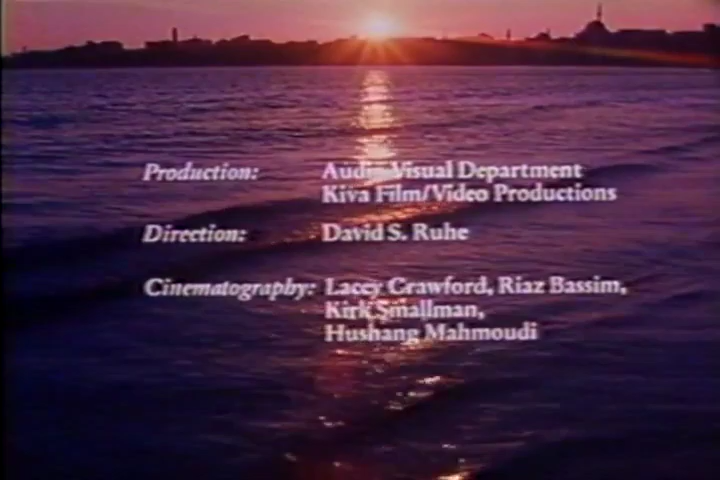 Production: Audio Visual Department
Kiva Film/Video Productions
Direction: David S. Ruhe
Cinematography: Lacey Crawford, Riaz Bassim,
Kirk Smallman,
Hushang Mahmoudi